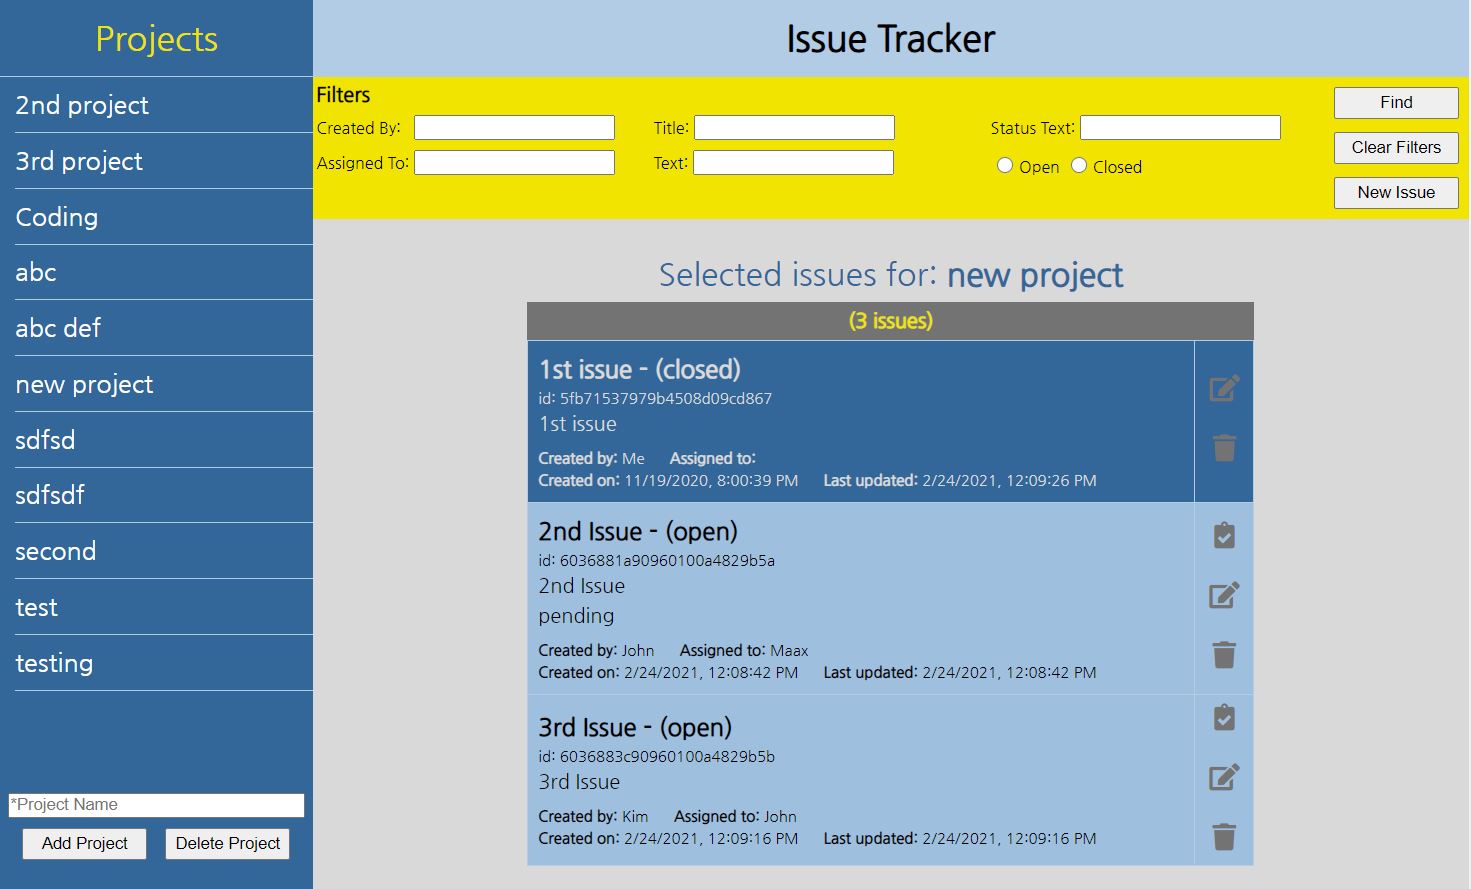 Projects
2nd project
3rd project
Coding
abc
abc def
new project
sdfsd
sdfsdf
second
test
testing
*Project Name
Add Project
Delete Project
Issue Tracker
Filters
Created By:
Title:
Status Text:
Assigned To:
Text:
Open
Closed
Find
Clear Filters
New Issue
Selected issues for: new project
(3 issues)
1st issue - (closed)
id: 5fb71537979b4508d09cd867
1st issue
Created by: Me Assigned to:
Created on: 11/19/2020, 8:00:39 PM Last updated: 2/24/2021, 12:09:26 PM
2nd Issue - (open)
id: 6036881a90960100a4829b5a
2nd Issue
pending
Created by: John Assigned to: Maax
Created on: 2/24/2021, 12:08:42 PM Last updated: 2/24/2021, 12:08:42 PM
3rd Issue - (open)
id: 6036883c90960100a4829b5b
3rd Issue
Created by: Kim Assigned to: John
Created on: 2/24/2021, 12:09:16 PM Last updated: 2/24/2021, 12:09:16 PM